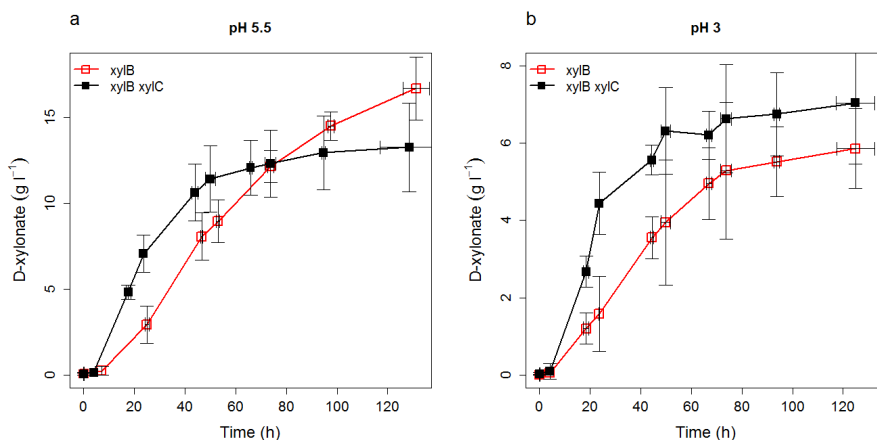 a
pH 5.5
xylB
xylB xylC
D-xylonate (g l⁻¹)
0
5
10
15
0
20
40
60
80
100
120
Time (h)
b
pH 3
xylB
xylB xylC
D-xylonate (g l⁻¹)
0
2
4
6
8
0
20
40
60
80
100
120
Time (h)